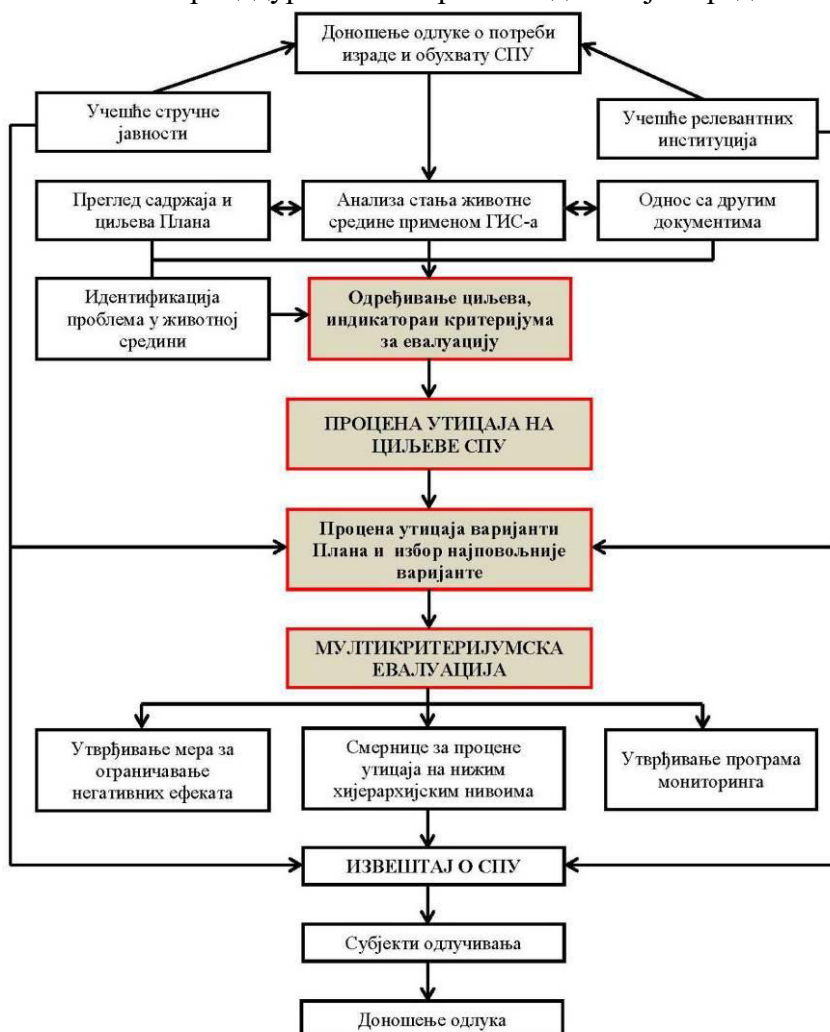 Доношење одлуке о потреби
израде и обухвату СПУ
Учешће стручне
јавности
Учешће релевантних
институција
Преглед садржаја и
циљева Плана
Анализа стања животне
средине применом ГИС-а
Однос са другим
документима
Идентификација
проблема у животној
средини
Одређивање циљева,
индикатораи критеријума
за евалуацију
ПРОЦЕНА УТИЦАЈА НА
ЦИЉЕВЕ СПУ
Процена утицаја варијанти
Плана и избор најповољније
варијанте
МУЛТИКРИТЕРИЈУМСКА
ЕВАЛУАЦИЈА
Утврђивање мера за
ограничавање
негативних ефеката
Смернице за процене
утицаја на нижим
хијерархијским нивоима
Утврђивање програма
мониторинга
ИЗВЕШТАЈ О СПУ
Субјекти одлучивања
Доношење одлука